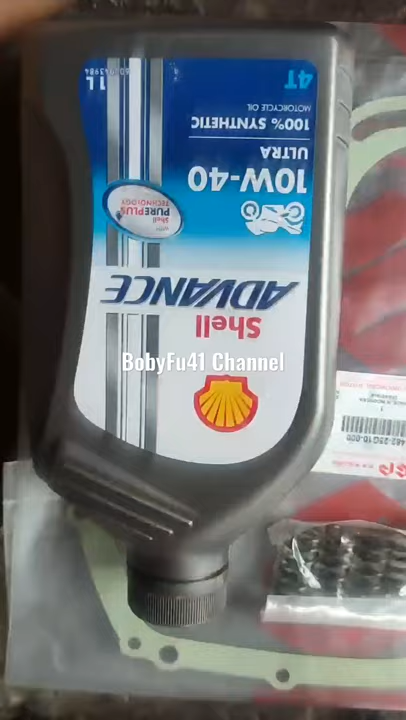 Shell
ADVANCE
10W-40
ULTRA
100% SYNTHETIC
MOTORCYCLE OIL
4T
1 L
Shell
PUREPLUS
TECHNOLOGY
BobyFu41 Channel